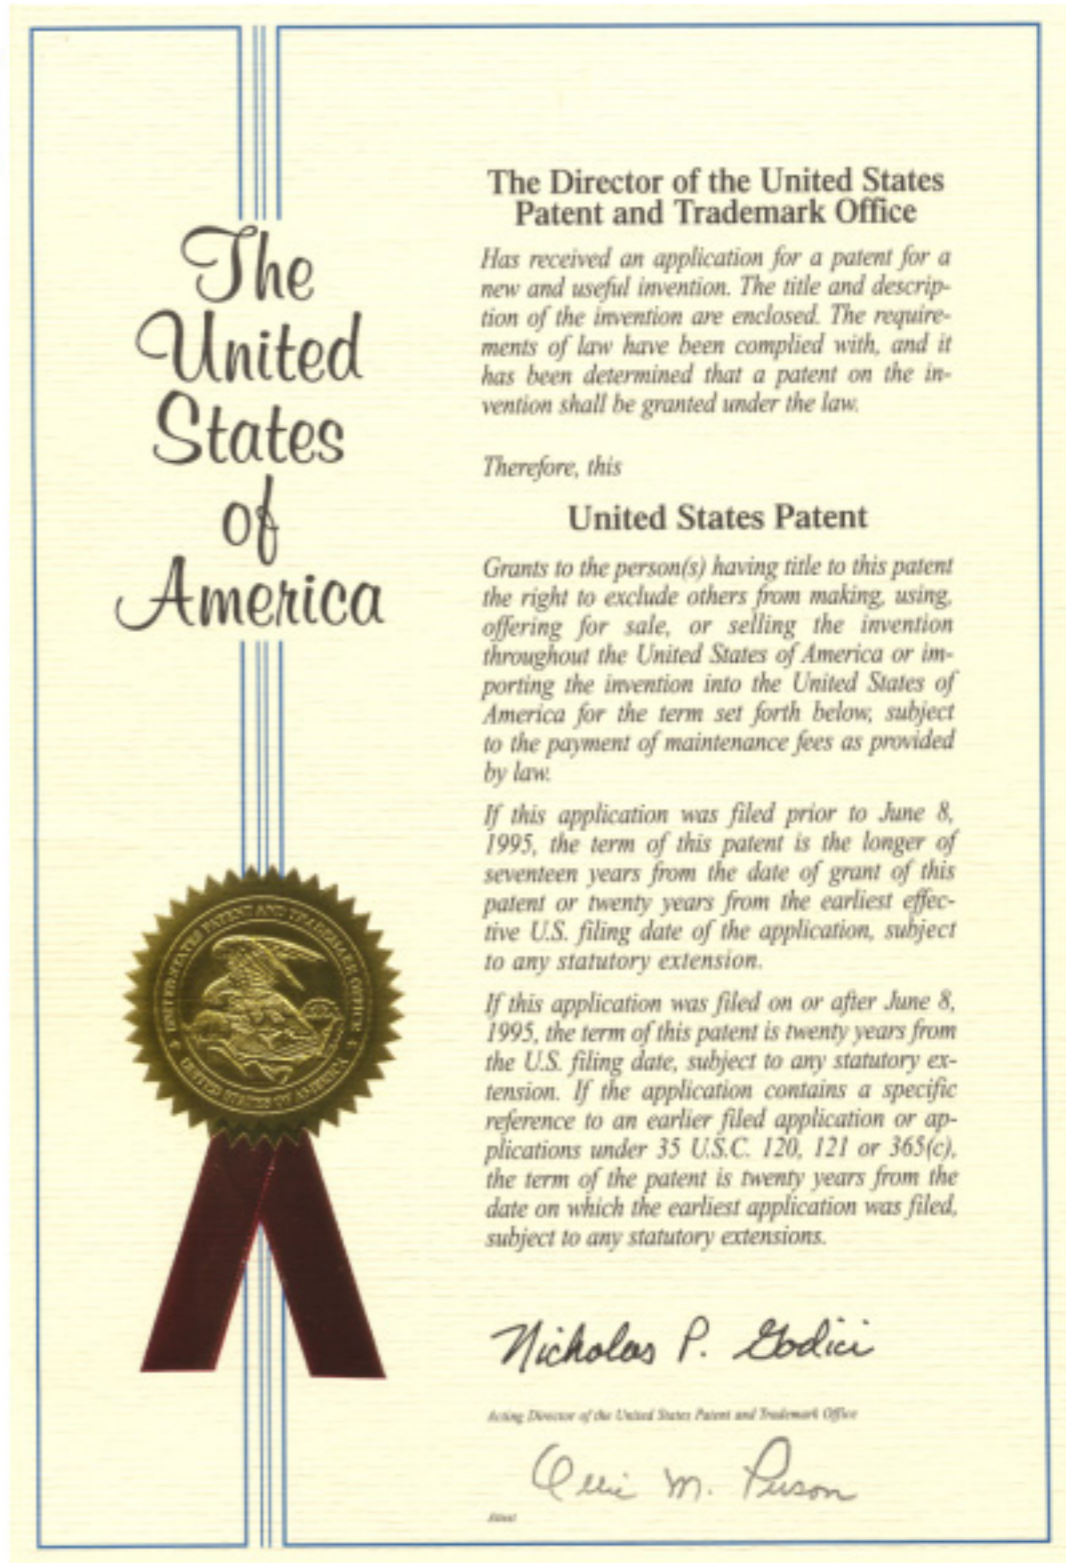 The
United
States
of
America
The Director of the United States
Patent and Trademark Office
Has received an application for a patent for a
new and useful invention. The title and descrip-
tion of the invention are enclosed. The require-
ments of law have been complied with, and it
has been determined that a patent on the in-
vention shall be granted under the law.
Therefore, this
United States Patent
Grants to the person(s) having title to this patent
the right to exclude others from making, using,
offering for sale, or selling the invention
throughout the United States of America or im-
porting the invention into the United States of
America for the term set forth below, subject
to the payment of maintenance fees as provided
by law.
If this application was filed prior to June 8,
1995, the term of this patent is the longer of
seventeen years from the date of grant of this
patent or twenty years from the earliest effec-
tive U.S. filing date of the application, subject
to any statutory extension.
If this application was filed on or after June 8,
1995, the term of this patent is twenty years from
the U.S. filing date, subject to any statutory ex-
tension. If the application contains a specific
reference to an earlier filed application or ap-
plications under 35 U.S.C. 120, 121 or 365(c),
the term of the patent is twenty years from the
date on which the earliest application was filed,
subject to any statutory extensions.
Nicholas P. Godici
Acting Director of the United States Patent and Trademark Office
Ollie M. Person
Attest
UNITED STATES PATENT AND TRADEMARK OFFICE
UNITED STATES OF AMERICA